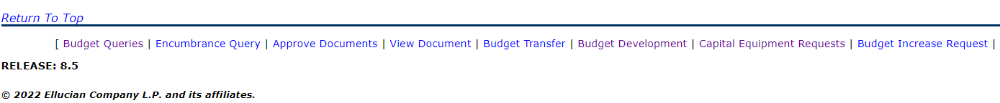 Return To Top
[ Budget Queries | Encumbrance Query | Approve Documents | View Document | Budget Transfer | Budget Development | Capital Equipment Requests | Budget Increase Request |
RELEASE: 8.5
© 2022 Ellucian Company L.P. and its affiliates.